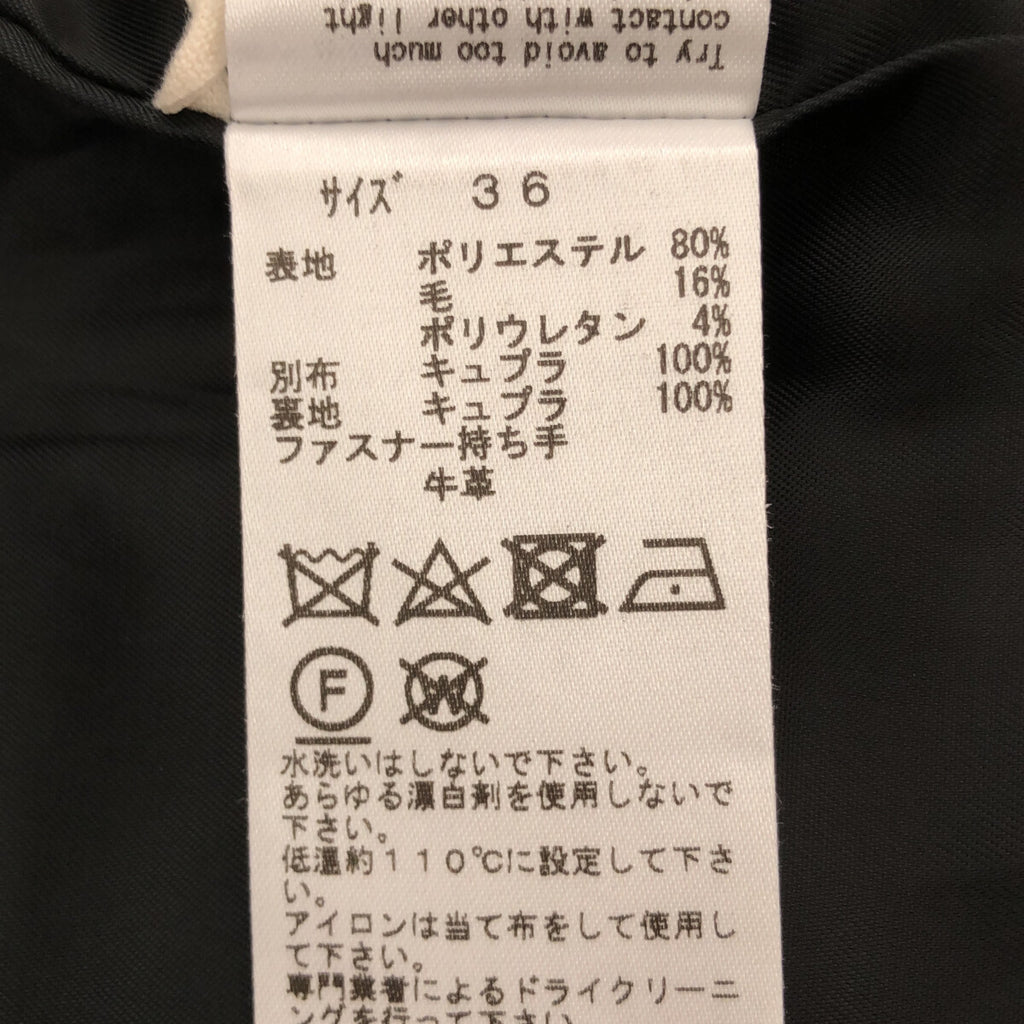 Try to avoid too much
contact with other light
サイズ 36
表地 ポリエステル 80%
毛 16%
ポリウレタン 4%
別布 キュプラ 100%
裏地 キュプラ 100%
ファスナー持ち手
牛革
F W
水洗いはしないで下さい。
あらゆる漂白剤を使用しないで
下さい。
低温約110℃に設定して下さ
い。
アイロンは当て布をして使用し
て下さい。
専門業者によるドライクリーニ
ングを行って下さい。